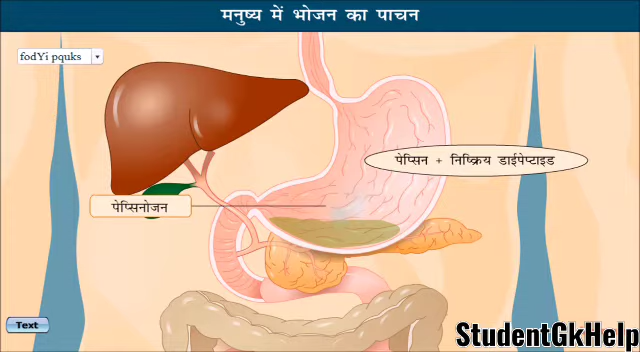 मनुष्य में भोजन का पाचन
fodYi pquks
पेप्सिन + निष्क्रिय डाईपेप्टाइड
पेप्सिनोजन
Text
StudentGkHelp